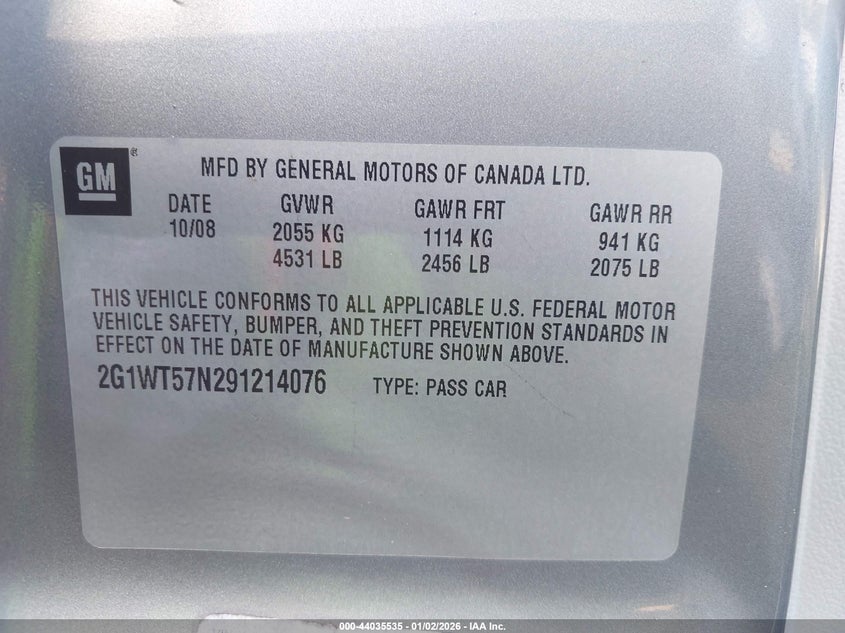 GM ®
MFD BY GENERAL MOTORS OF CANADA LTD.
DATE GVWR GAWR FRT GAWR RR
10/08 2055 KG 1114 KG 941 KG
4531 LB 2456 LB 2075 LB
THIS VEHICLE CONFORMS TO ALL APPLICABLE U.S. FEDERAL MOTOR
VEHICLE SAFETY, BUMPER, AND THEFT PREVENTION STANDARDS IN
EFFECT ON THE DATE OF MANUFACTURE SHOWN ABOVE.
2G1WT57N291214076 TYPE: PASS CAR
000-44035535 - 01/02/2026 - IAA Inc.